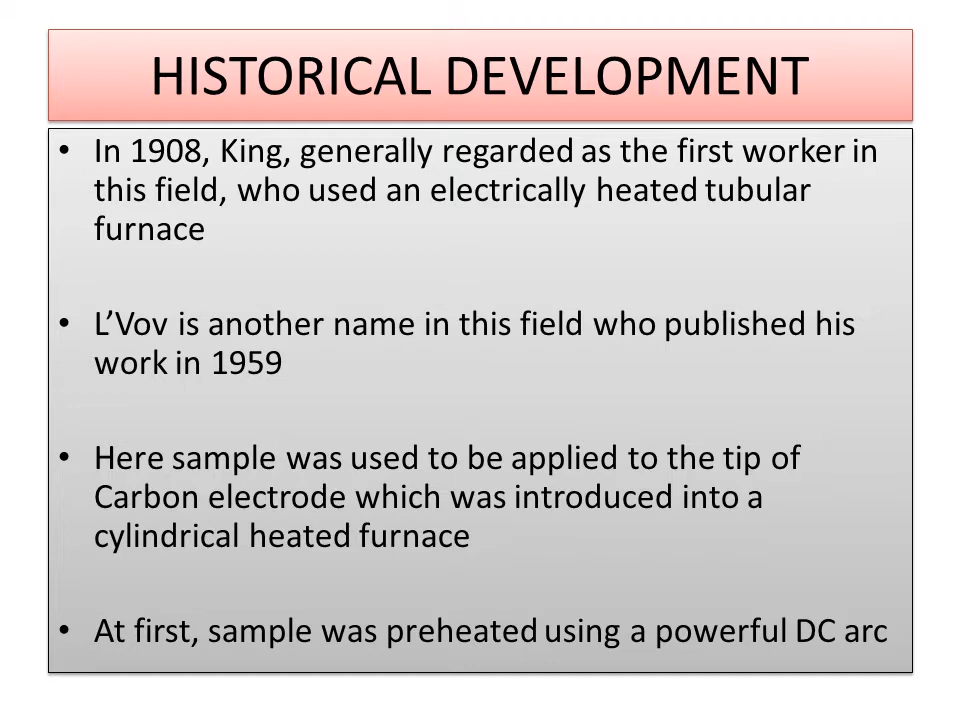 HISTORICAL DEVELOPMENT
• In 1908, King, generally regarded as the first worker in
this field, who used an electrically heated tubular
furnace
• L’Vov is another name in this field who published his
work in 1959
• Here sample was used to be applied to the tip of
Carbon electrode which was introduced into a
cylindrical heated furnace
• At first, sample was preheated using a powerful DC arc